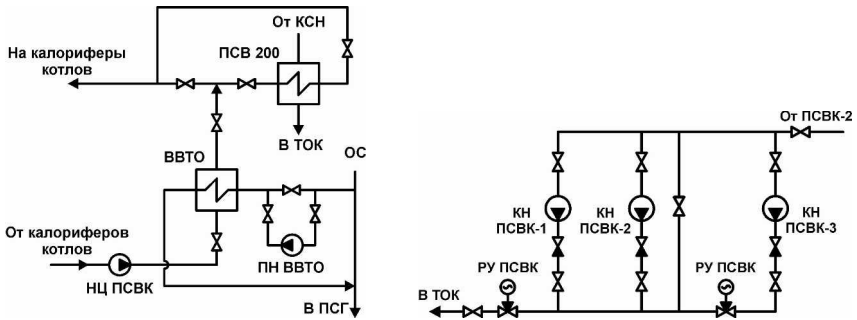 От КСН
ПСВ 200
На калориферы
котлов
В ТОК
ВВТО
ОС
От калориферов
котлов
НЦ ПСВК
ПН ВВТО
В ПСГ
От ПСВК-2
КН
ПСВК-1
КН
ПСВК-2
КН
ПСВК-3
РУ ПСВК
РУ ПСВК
В ТОК